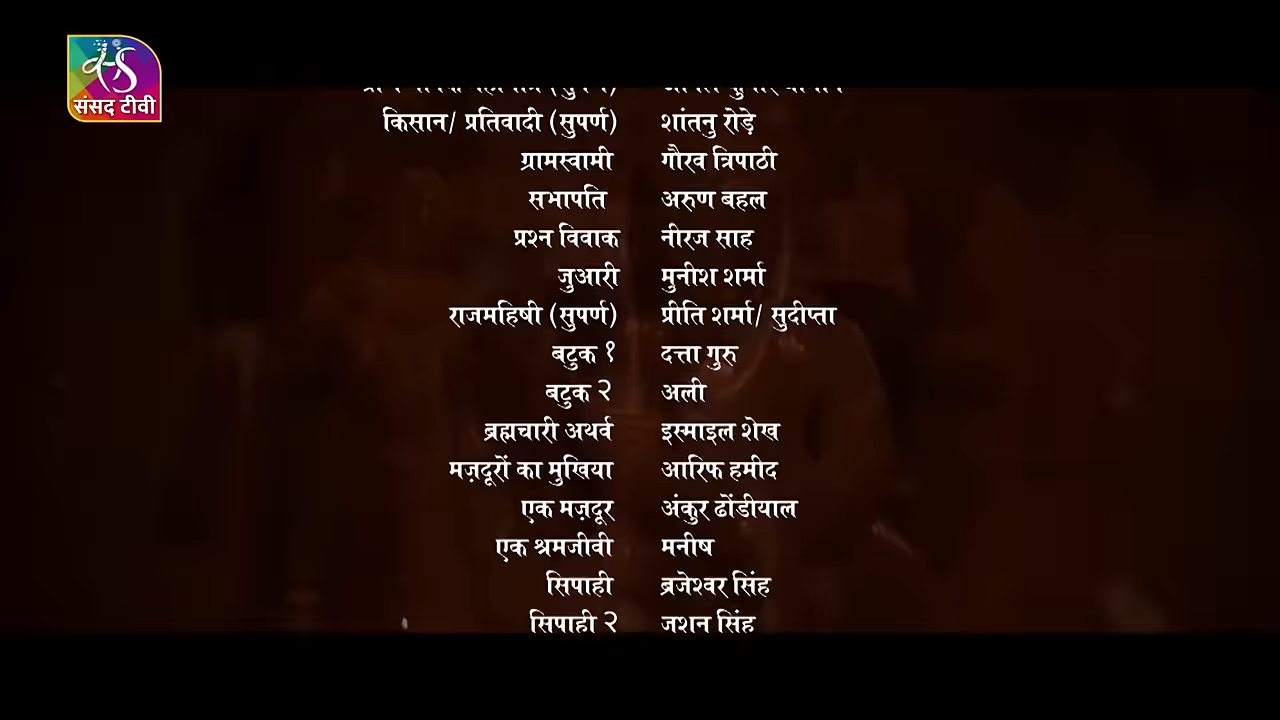 संसद टीवी
किसान/ प्रतिवादी (सुपर्ण) शांतनु रोड़े
ग्रामस्वामी गौरव त्रिपाठी
सभापति अरुण बहल
प्रश्न विवाक नीरज साह
जुआरी मुनीश शर्मा
राजमहिषी (सुपर्ण) प्रीति शर्मा/ सुदीप्ता
बटुक १ दत्ता गुरु
बटुक २ अली
ब्रह्मचारी अथर्व इस्माइल शेख
मज़दूरों का मुखिया आरिफ हमीद
एक मज़दूर अंकुर ढोंडीयाल
एक श्रमजीवी मनीष
सिपाही ब्रजेश्वर सिंह
सिपाही २ जशन सिंह